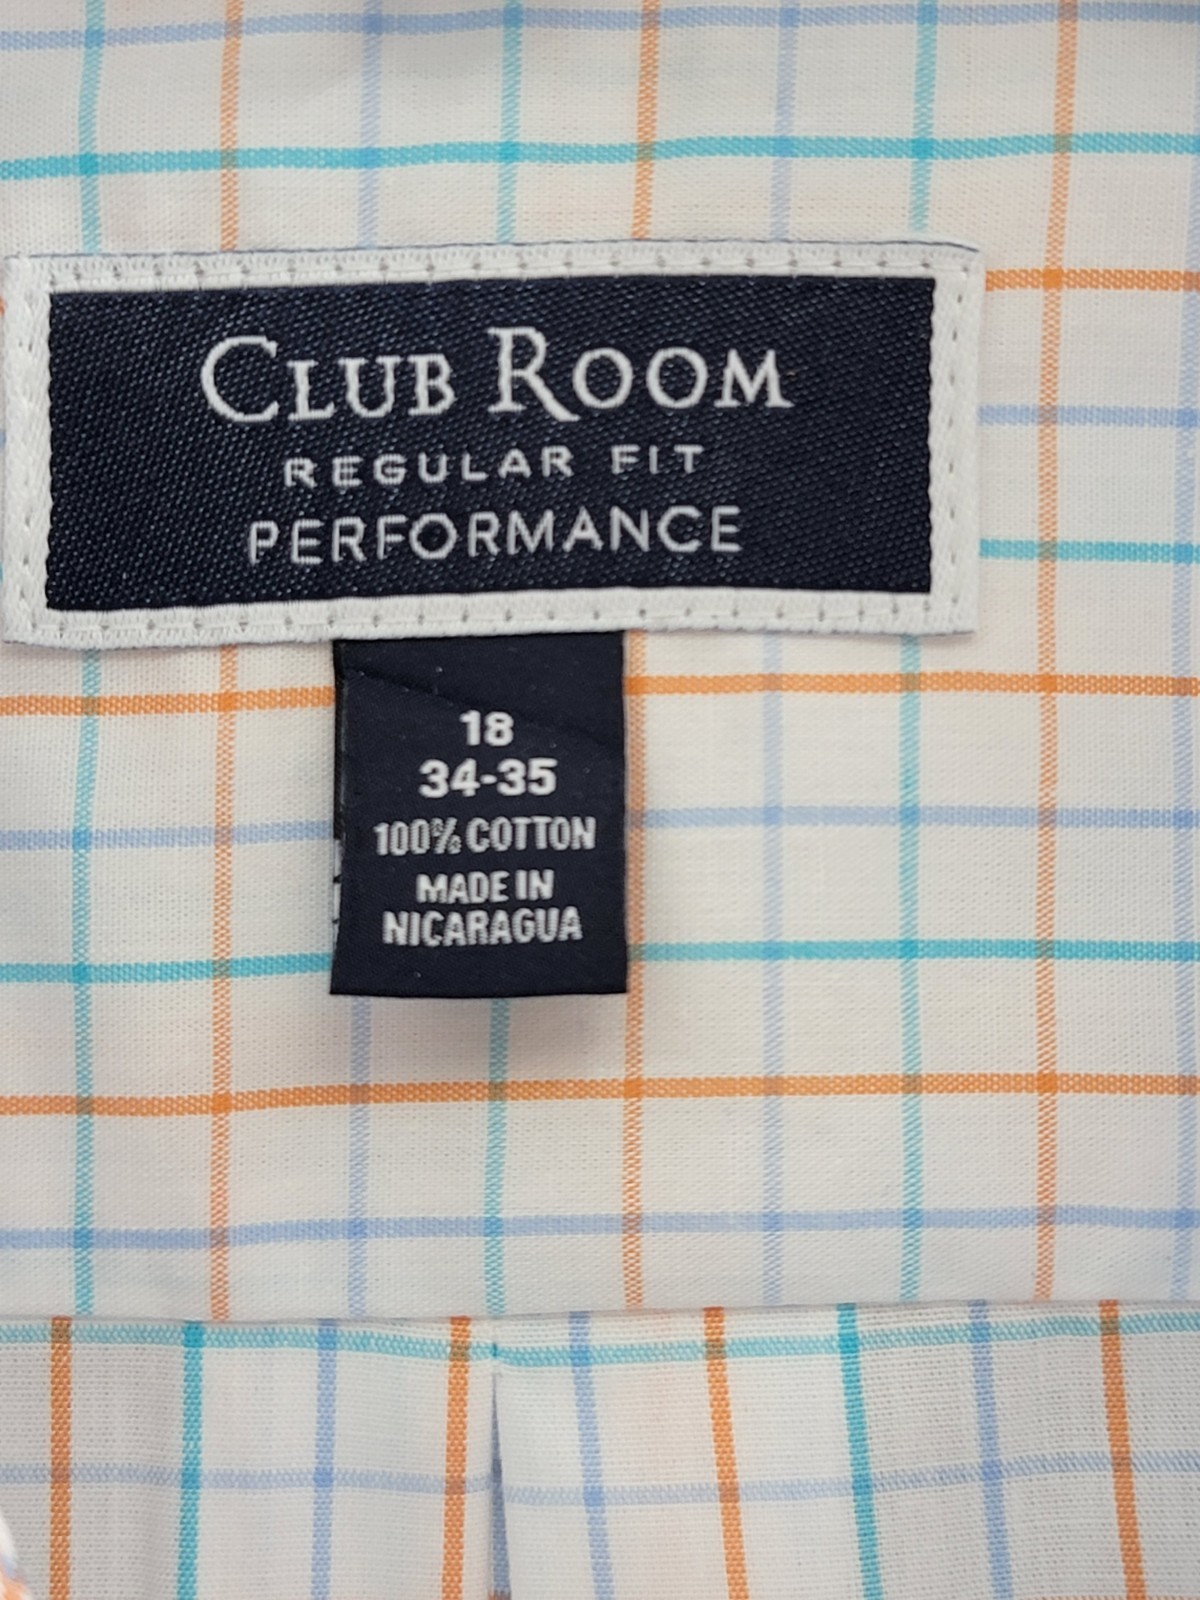 CLUB ROOM
REGULAR FIT
PERFORMANCE
18
34-35
100% COTTON
MADE IN
NICARAGUA